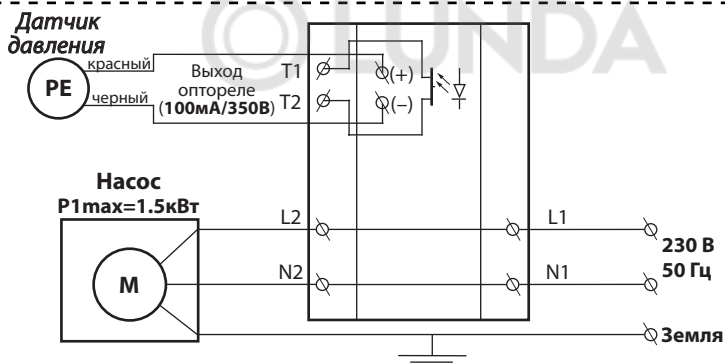 LUNDA
Датчик
давления
красный
PE
черный
Выход
оптореле
(100мА/350В)
T1
T2
(+)
(−)
Насос
P1max=1.5кВт
M
L2
L1
N2
N1
230 В
50 Гц
Земля